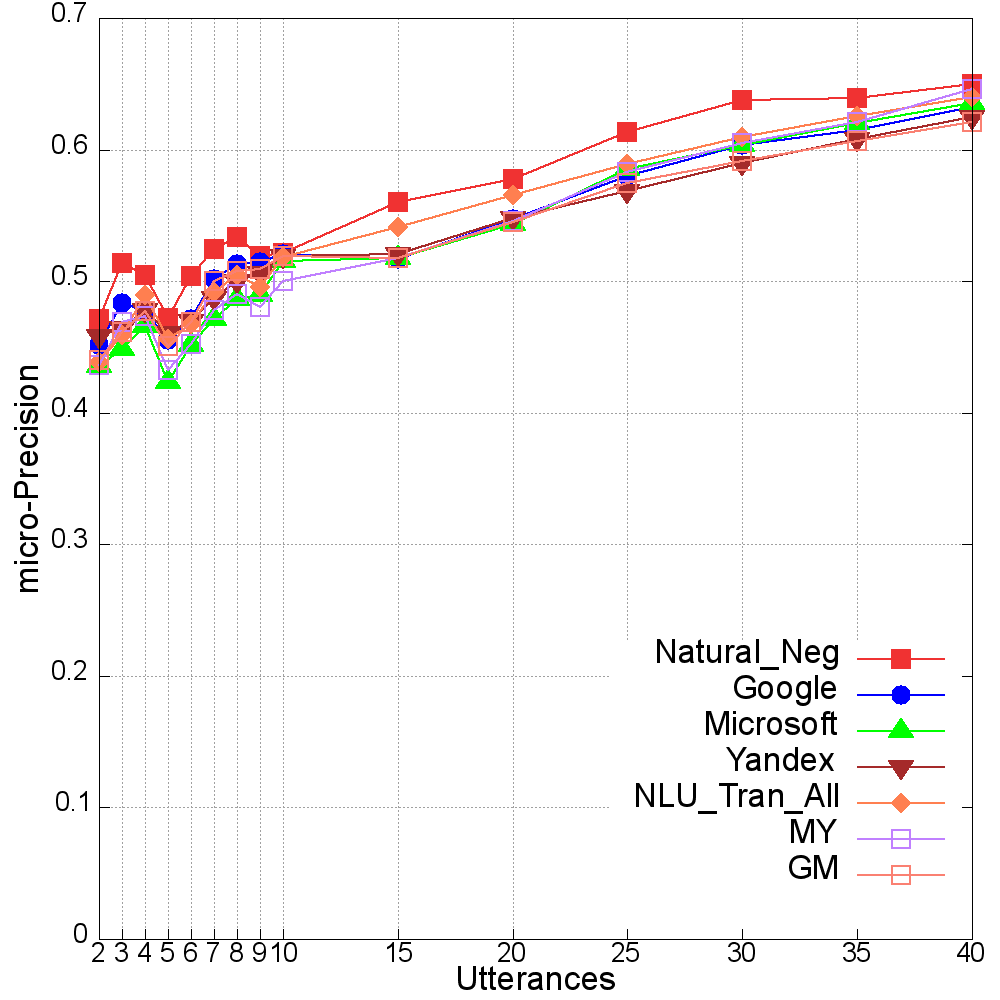 0.7
0.6
0.5
0.4
0.3
0.2
0.1
0
micro-Precision
Natural_Neg
Google
Microsoft
Yandex
NLU_Tran_All
MY
GM
2 3 4 5 6 7 8 9 10 15 20 25 30 35 40
Utterances